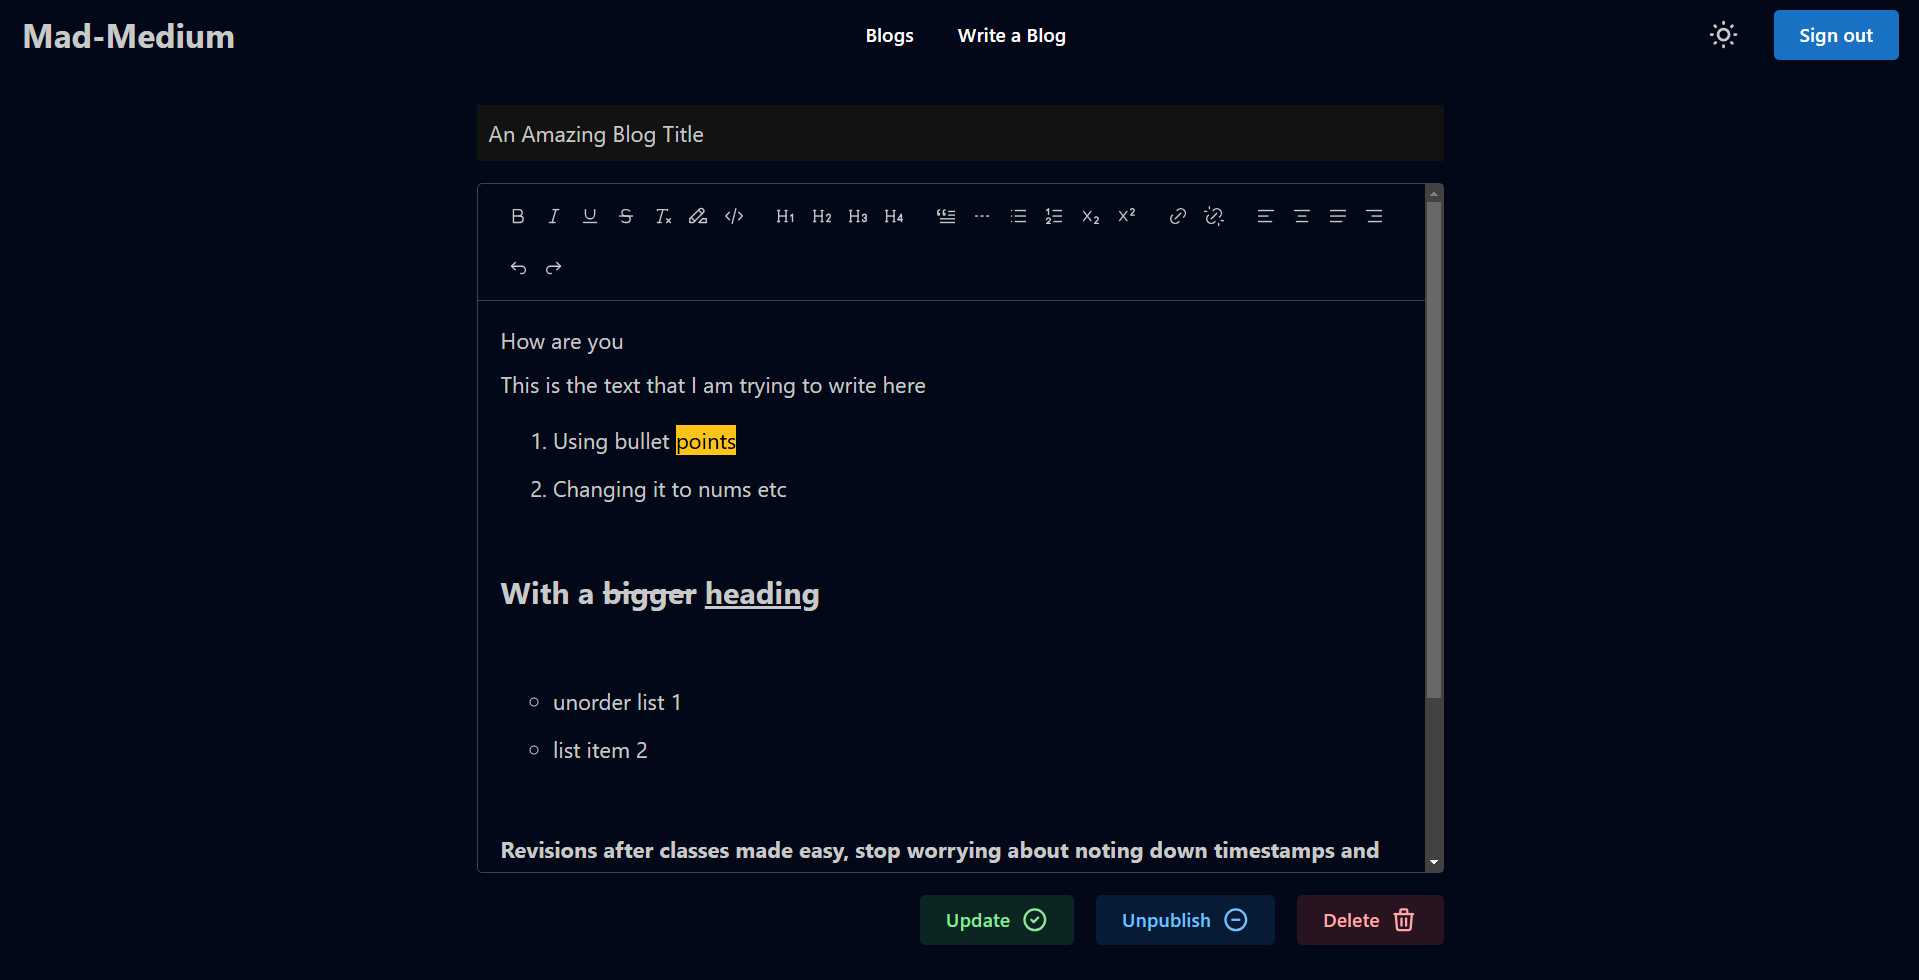 Mad-Medium
Blogs
Write a Blog
Sign out
An Amazing Blog Title
H1 H2 H3 H4
How are you
This is the text that I am trying to write here
1. Using bullet points
2. Changing it to nums etc
With a bigger heading
unorder list 1
list item 2
Revisions after classes made easy, stop worrying about noting down timestamps and
Update
Unpublish
Delete